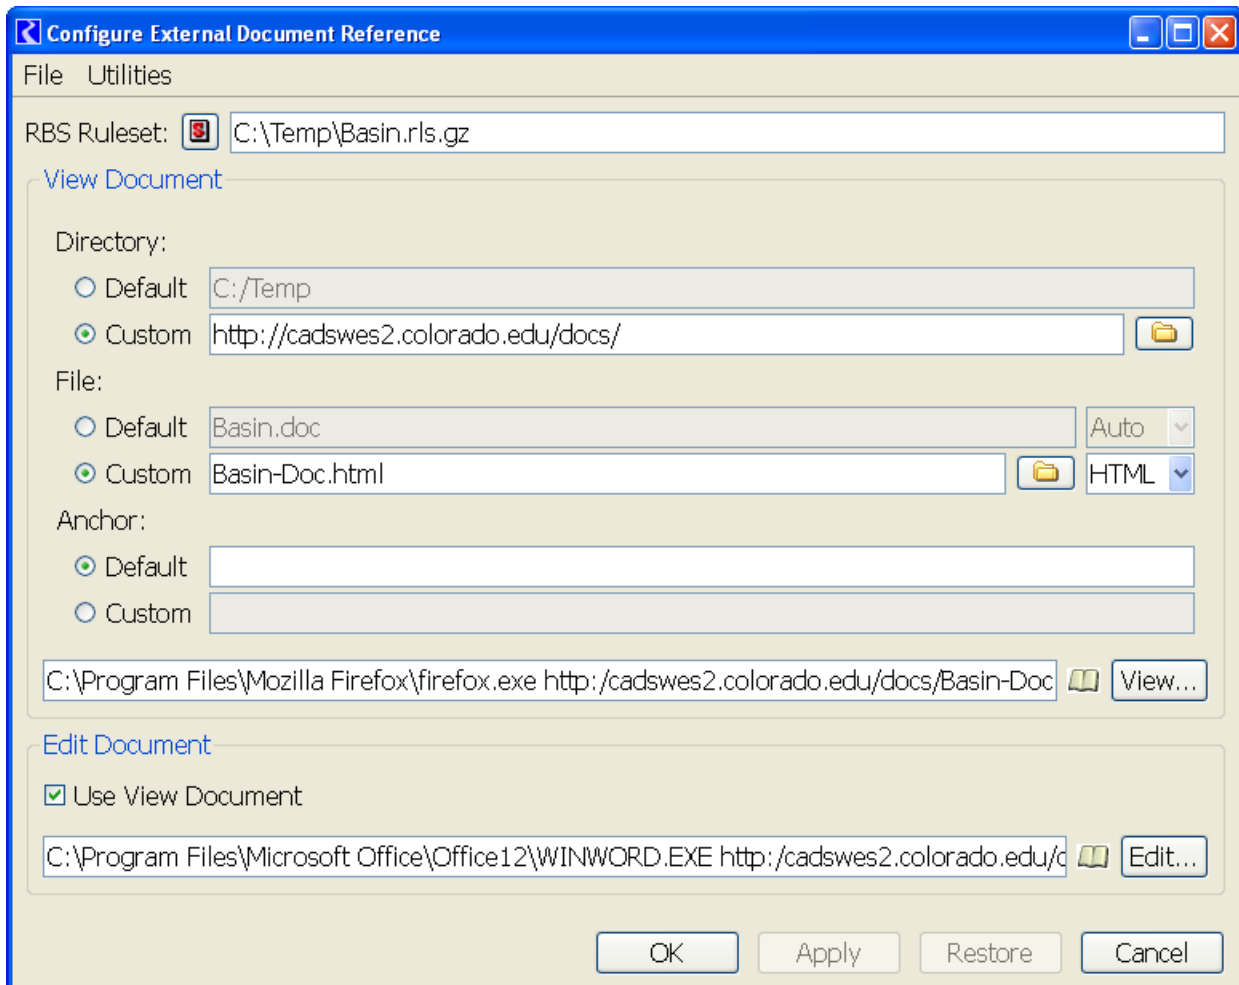 Configure External Document Reference
File Utilities
RBS Ruleset: S C:\Temp\Basin.rls.gz
View Document
Directory:
Default C:/Temp
Custom http://cadswes2.colorado.edu/docs/
File:
Default Basin.doc Auto
Custom Basin-Doc.html HTML
Anchor:
Default
Custom
C:\Program Files\Mozilla Firefox\firefox.exe http:/cadswes2.colorado.edu/docs/Basin-Doc View...
Edit Document
Use View Document
C:\Program Files\Microsoft Office\Office12\WINWORD.EXE http:/cadswes2.colorado.edu/c Edit...
OK Apply Restore Cancel